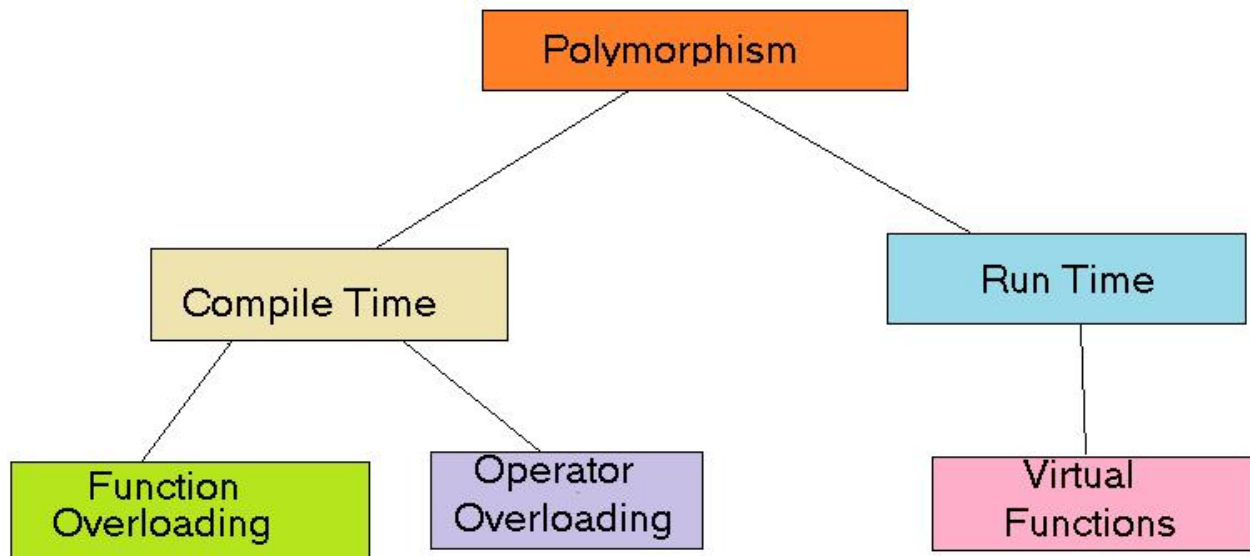 Polymorphism
Compile Time
Run Time
Function
Overloading
Operator
Overloading
Virtual
Functions